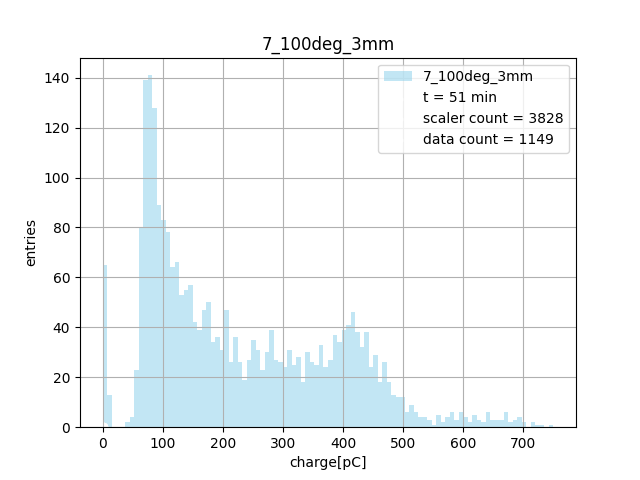 7_100deg_3mm
140
120
100
80
60
40
20
0
entries
7_100deg_3mm
t = 51 min
scaler count = 3828
data count = 1149
0 100 200 300 400 500 600 700
charge[pC]